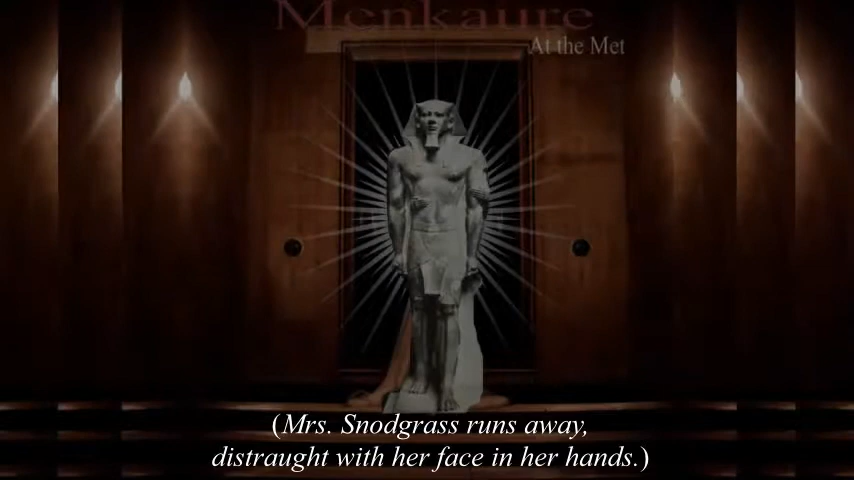 Menkaure
At the Met
(Mrs. Snodgrass runs away,
distraught with her face in her hands.)